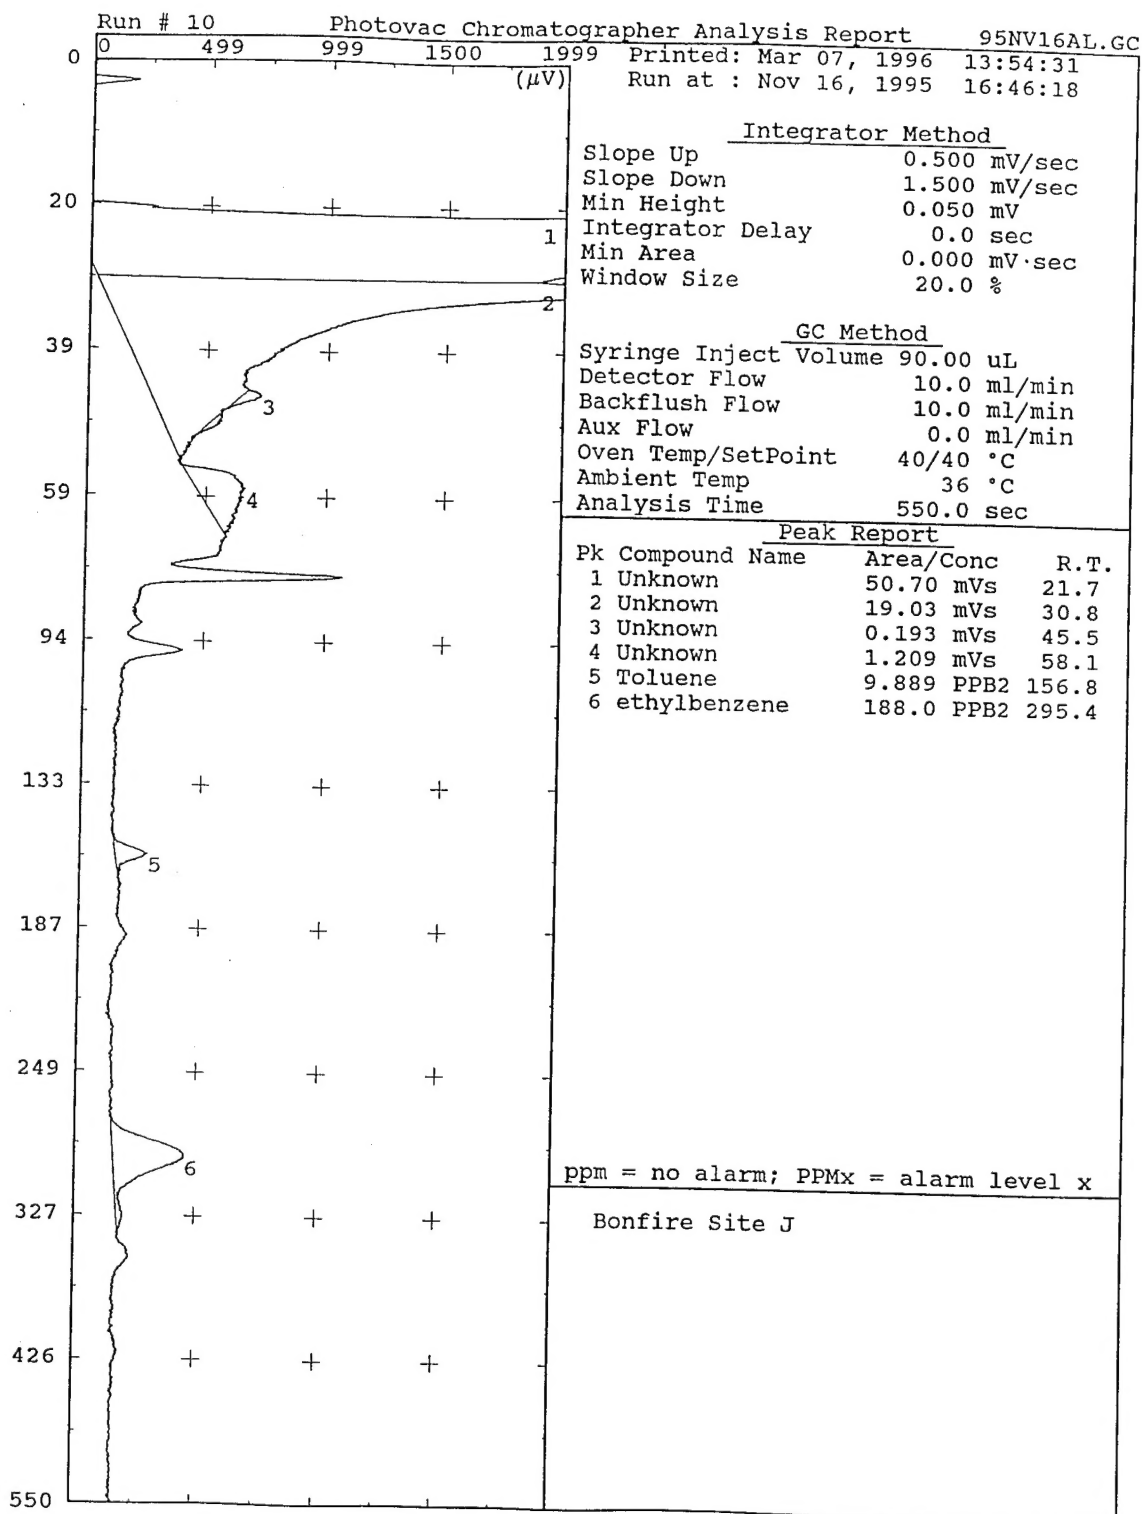 Run # 10 Photovac Chromatographer Analysis Report 95NV16AL.GC
0 499 999 1500 1999
(µV)
Printed: Mar 07, 1996 13:54:31
Run at : Nov 16, 1995 16:46:18
Integrator Method
Slope Up 0.500 mV/sec
Slope Down 1.500 mV/sec
Min Height 0.050 mV
Integrator Delay 0.0 sec
Min Area 0.000 mV·sec
Window Size 20.0 %
GC Method
Syringe Inject Volume 90.00 uL
Detector Flow 10.0 ml/min
Backflush Flow 10.0 ml/min
Aux Flow 0.0 ml/min
Oven Temp/SetPoint 40/40 °C
Ambient Temp 36 °C
Analysis Time 550.0 sec
Peak Report
Pk Compound Name Area/Conc R.T.
1 Unknown 50.70 mVs 21.7
2 Unknown 19.03 mVs 30.8
3 Unknown 0.193 mVs 45.5
4 Unknown 1.209 mVs 58.1
5 Toluene 9.889 PPB2 156.8
6 ethylbenzene 188.0 PPB2 295.4
ppm = no alarm; PPMx = alarm level x
Bonfire Site J
0
20
1
2
39
3
59
4
94
133
5
187
249
6
327
426
550